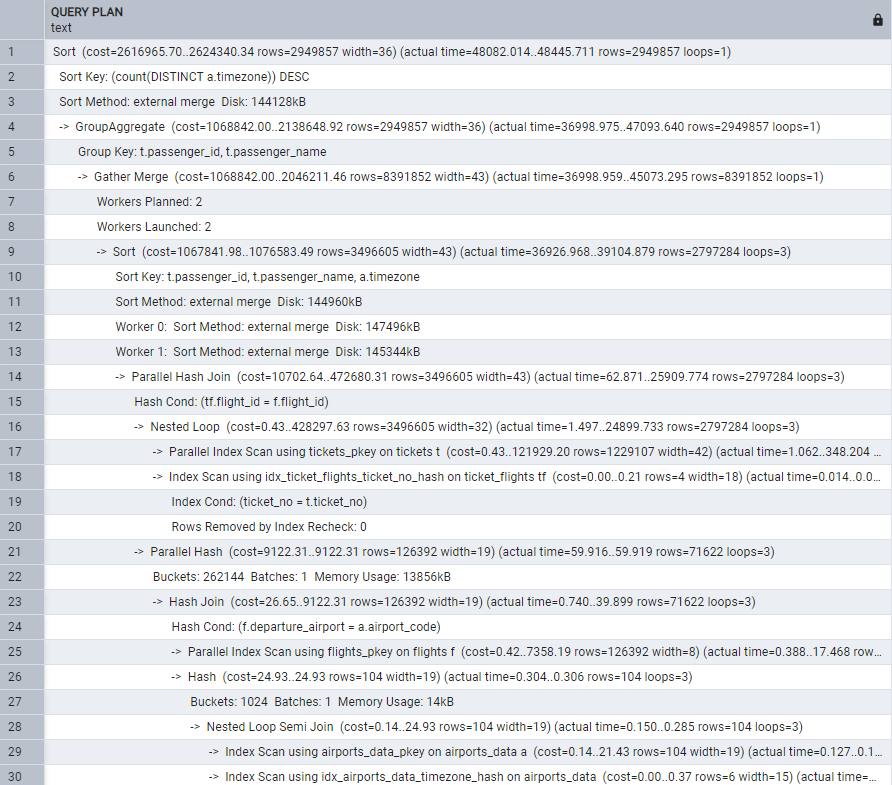 QUERY PLAN
text
1 Sort (cost=2616965.70..2624340.34 rows=2949857 width=36) (actual time=48082.014..48445.711 rows=2949857 loops=1)
2 Sort Key: (count(DISTINCT a.timezone)) DESC
3 Sort Method: external merge Disk: 144128kB
4 -> GroupAggregate (cost=1068842.00..2138648.92 rows=2949857 width=36) (actual time=36998.975..47093.640 rows=2949857 loops=1)
5 Group Key: t.passenger_id, t.passenger_name
6 -> Gather Merge (cost=1068842.00..2046211.46 rows=8391852 width=43) (actual time=36998.959..45073.295 rows=8391852 loops=1)
7 Workers Planned: 2
8 Workers Launched: 2
9 -> Sort (cost=1067841.98..1076583.49 rows=3496605 width=43) (actual time=36926.968..39104.879 rows=2797284 loops=3)
10 Sort Key: t.passenger_id, t.passenger_name, a.timezone
11 Sort Method: external merge Disk: 144960kB
12 Worker 0: Sort Method: external merge Disk: 147496kB
13 Worker 1: Sort Method: external merge Disk: 145344kB
14 -> Parallel Hash Join (cost=10702.64..472680.31 rows=3496605 width=43) (actual time=62.871..25909.774 rows=2797284 loops=3)
15 Hash Cond: (tf.flight_id = f.flight_id)
16 -> Nested Loop (cost=0.43..428297.63 rows=3496605 width=32) (actual time=1.497..24899.733 rows=2797284 loops=3)
17 -> Parallel Index Scan using tickets_pkey on tickets t (cost=0.43..121929.20 rows=1229107 width=42) (actual time=1.062..348.204 ...
18 -> Index Scan using idx_ticket_flights_ticket_no_hash on ticket_flights tf (cost=0.00..0.21 rows=4 width=18) (actual time=0.014..0.0...
19 Index Cond: (ticket_no = t.ticket_no)
20 Rows Removed by Index Recheck: 0
21 -> Parallel Hash (cost=9122.31..9122.31 rows=126392 width=19) (actual time=59.916..59.919 rows=71622 loops=3)
22 Buckets: 262144 Batches: 1 Memory Usage: 13856kB
23 -> Hash Join (cost=26.65..9122.31 rows=126392 width=19) (actual time=0.740..39.899 rows=71622 loops=3)
24 Hash Cond: (f.departure_airport = a.airport_code)
25 -> Parallel Index Scan using flights_pkey on flights f (cost=0.42..7358.19 rows=126392 width=8) (actual time=0.388..17.468 row...
26 -> Hash (cost=24.93..24.93 rows=104 width=19) (actual time=0.304..0.306 rows=104 loops=3)
27 Buckets: 1024 Batches: 1 Memory Usage: 14kB
28 -> Nested Loop Semi Join (cost=0.14..24.93 rows=104 width=19) (actual time=0.150..0.285 rows=104 loops=3)
29 -> Index Scan using airports_data_pkey on airports_data a (cost=0.14..21.43 rows=104 width=19) (actual time=0.127..0.1...
30 -> Index Scan using idx_airports_data_timezone_hash on airports_data (cost=0.00..0.37 rows=6 width=15) (actual time=...